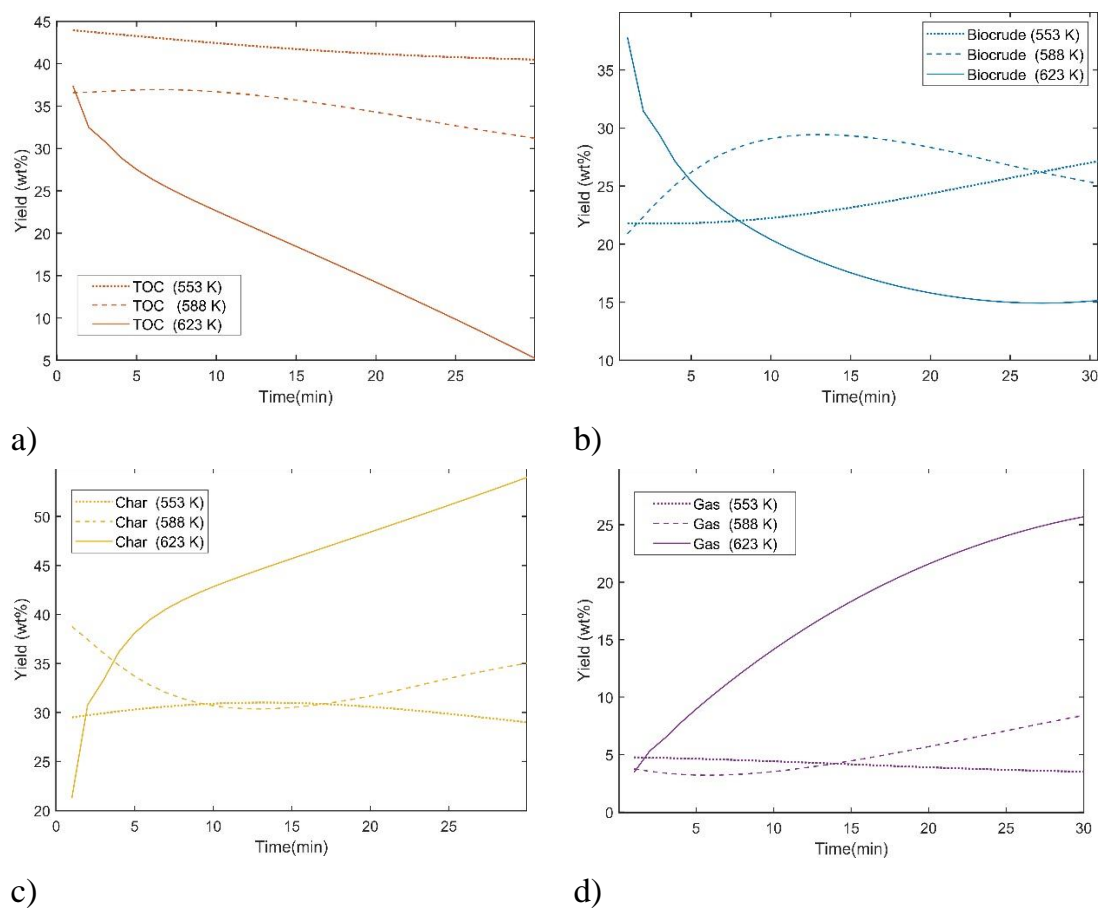 45
40
35
30
25
20
15
10
5
Yield (wt%)
TOC (553 K)
TOC (588 K)
TOC (623 K)
0
5
10
15
20
25
Time(min)
a)
35
30
25
20
15
10
Yield (wt%)
Biocrude (553 K)
Biocrude (588 K)
Biocrude (623 K)
5
10
15
20
25
30
Time(min)
b)
50
45
40
35
30
25
20
Yield (wt%)
Char (553 K)
Char (588 K)
Char (623 K)
0
5
10
15
20
25
Time(min)
c)
25
20
15
10
5
0
Yield (wt%)
Gas (553 K)
Gas (588 K)
Gas (623 K)
5
10
15
20
25
30
Time(min)
d)